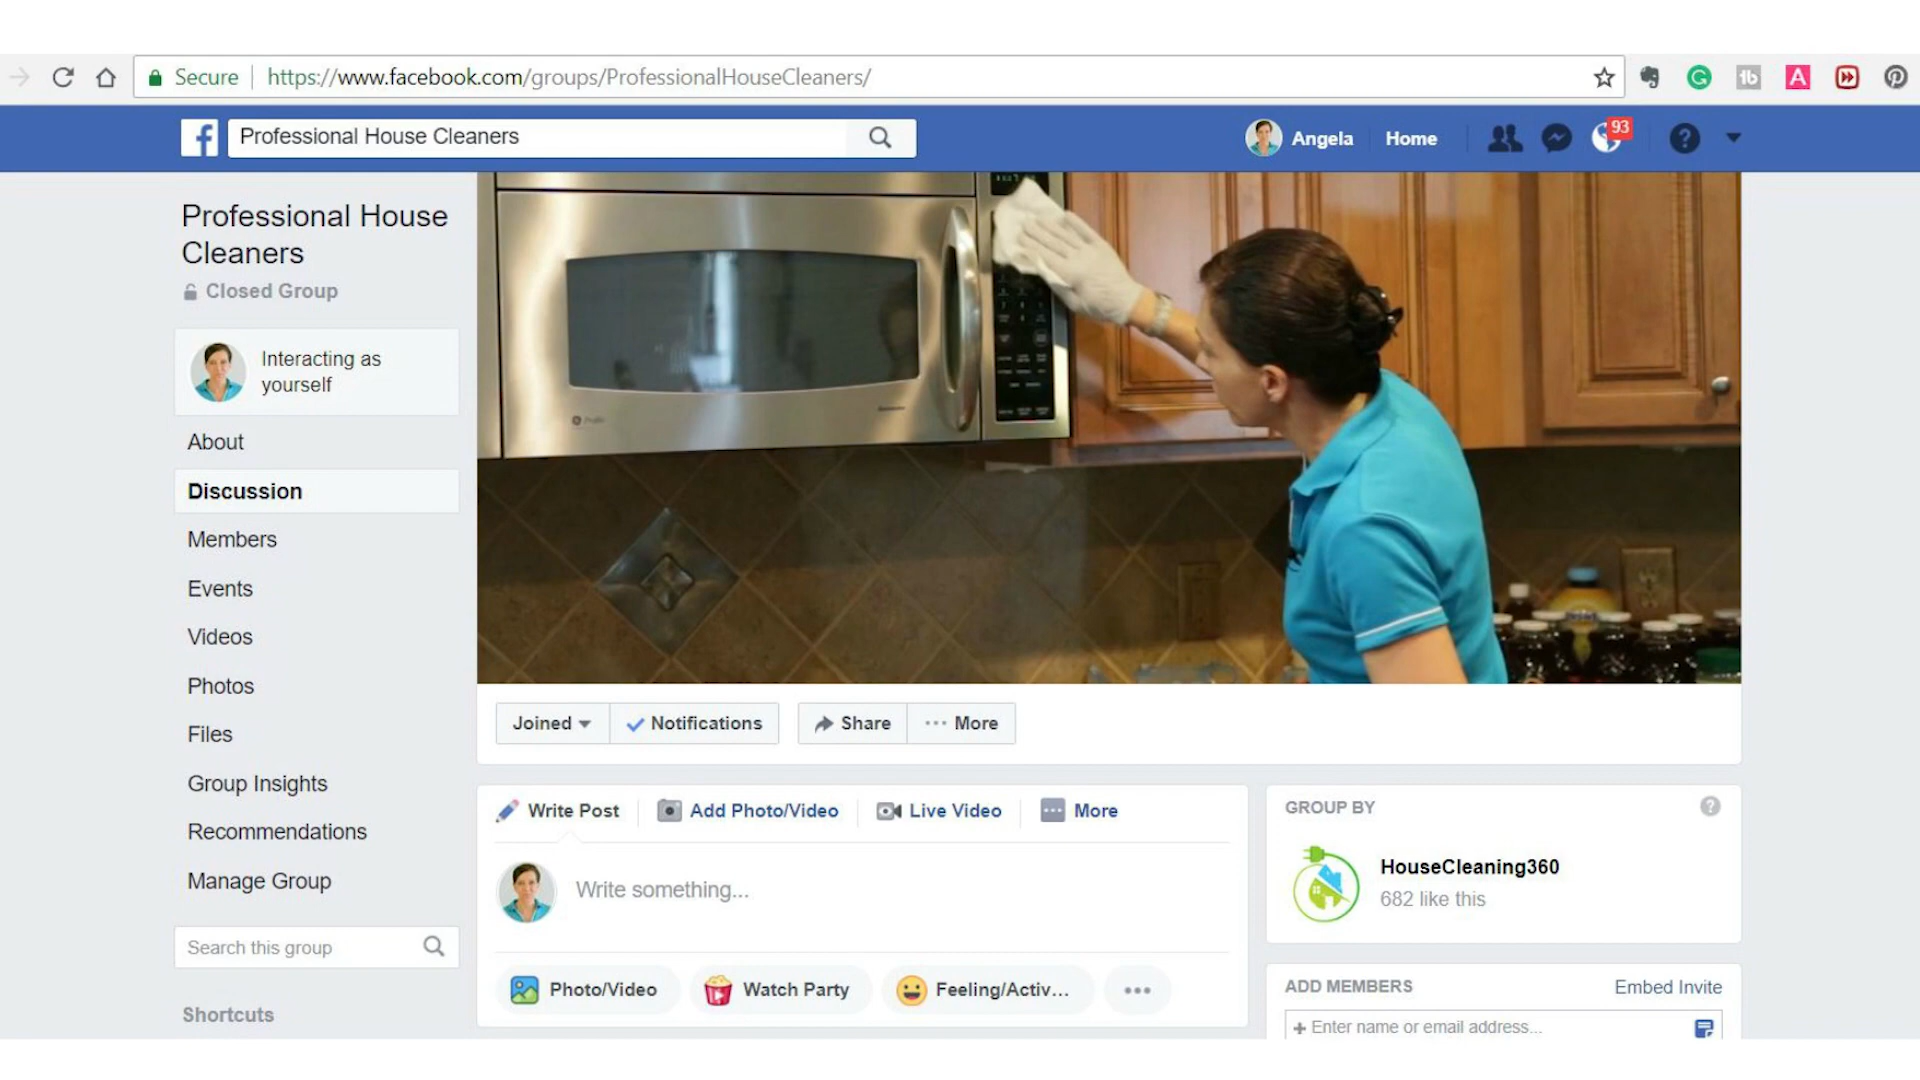 Secure https://www.facebook.com/groups/ProfessionalHouseCleaners/
Professional House Cleaners
Angela Home 93
Professional House
Cleaners
Closed Group
Interacting as
yourself
About
Discussion
Members
Events
Videos
Photos
Files
Group Insights
Recommendations
Manage Group
Search this group
Shortcuts
Joined Notifications Share More
Write Post Add Photo/Video Live Video More
Write something...
Photo/Video Watch Party Feeling/Activ...
GROUP BY
HouseCleaning360
682 like this
ADD MEMBERS Embed Invite
+ Enter name or email address...